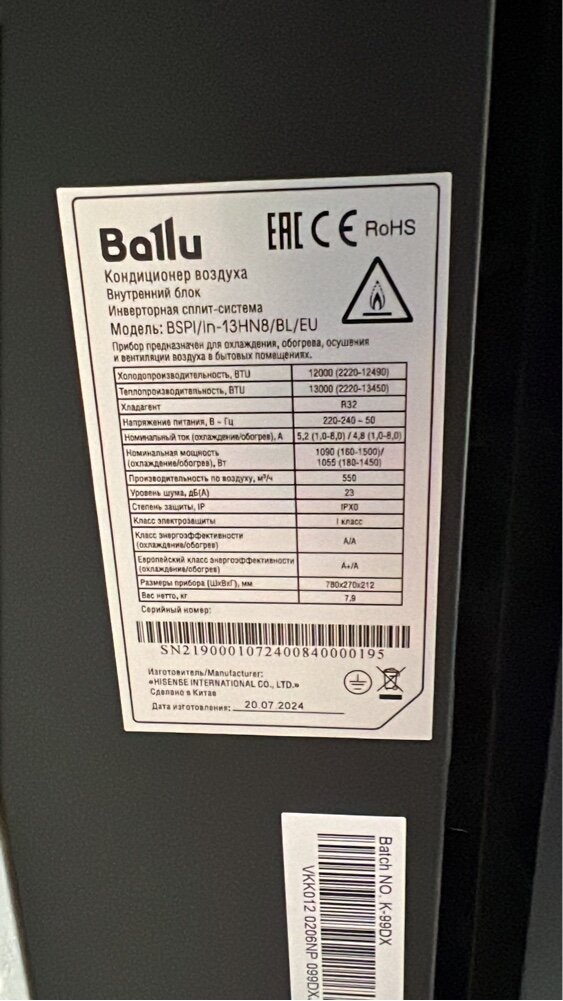 Ballu
EAC CE RoHS
Кондиционер воздуха
Внутренний блок
Инверторная сплит-система
Модель: BSPI/in-13HN8/BL/EU
Прибор предназначен для охлаждения, обогрева, осушения
и вентиляции воздуха в бытовых помещениях.
Холодопроизводительность, BTU 12000 (2220-12490)
Теплопроизводительность, BTU 13000 (2220-13450)
Хладагент R32
Напряжение питания, В ~ Гц 220-240 ~ 50
Номинальный ток (охлаждение/обогрев), А 5,2 (1,0-8,0) / 4,8 (1,0-8,0)
Номинальная мощность 1090 (160-1500)/
(охлаждение/обогрев), Вт 1055 (180-1450)
Производительность по воздуху, м³/ч 550
Уровень шума, дБ(А) 23
Степень защиты, IP IPX0
Класс электрозащиты I класс
Класс энергоэффективности
(охлаждение/обогрев) A/A
Европейский класс энергоэффективности
(охлаждение/обогрев) A+/A
Размеры прибора (ШхВхГ), мм 780x270x212
Вес нетто, кг 7,9
Серийный номер:
SN2190001072400840000195
Изготовитель/Manufacturer:
«HISENSE INTERNATIONAL CO., LTD.»
Сделано в Китае
Дата изготовления: 20.07.2024
Batch NO. K-99DX
VKK012 0206NP 099DX